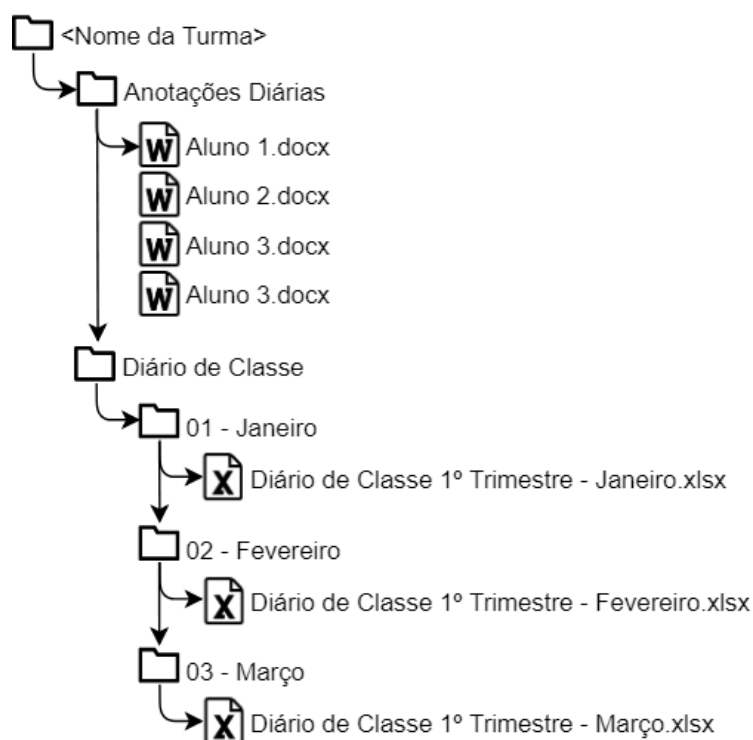 <Nome da Turma>
Anotações Diárias
W Aluno 1.docx
W Aluno 2.docx
W Aluno 3.docx
W Aluno 3.docx
Diário de Classe
01 - Janeiro
X Diário de Classe 1º Trimestre - Janeiro.xlsx
02 - Fevereiro
X Diário de Classe 1º Trimestre - Fevereiro.xlsx
03 - Março
X Diário de Classe 1º Trimestre - Março.xlsx